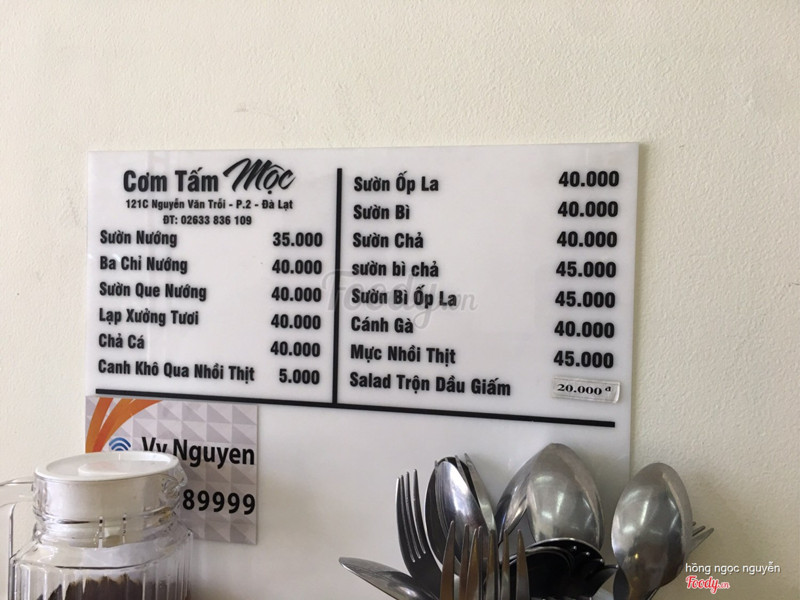 Cơm Tấm Mộc
121C Nguyễn Văn Trỗi - P.2 - Đà Lạt
ĐT: 02633 836 109
Sườn Nướng 35.000
Ba Chỉ Nướng 40.000
Sườn Que Nướng 40.000
Lạp Xưởng Tươi 40.000
Chả Cá 40.000
Canh Khô Qua Nhồi Thịt 5.000
Sườn Ốp La 40.000
Sườn Bì 40.000
Sườn Chả 40.000
sườn bì chả 45.000
Sườn Bì Ốp La 45.000
Cánh Gà 40.000
Mực Nhồi Thịt 45.000
Salad Trộn Dầu Giấm 20.000đ
Foody.vn
Vy Nguyen
89999
hồng ngọc nguyễn
Foody.vn